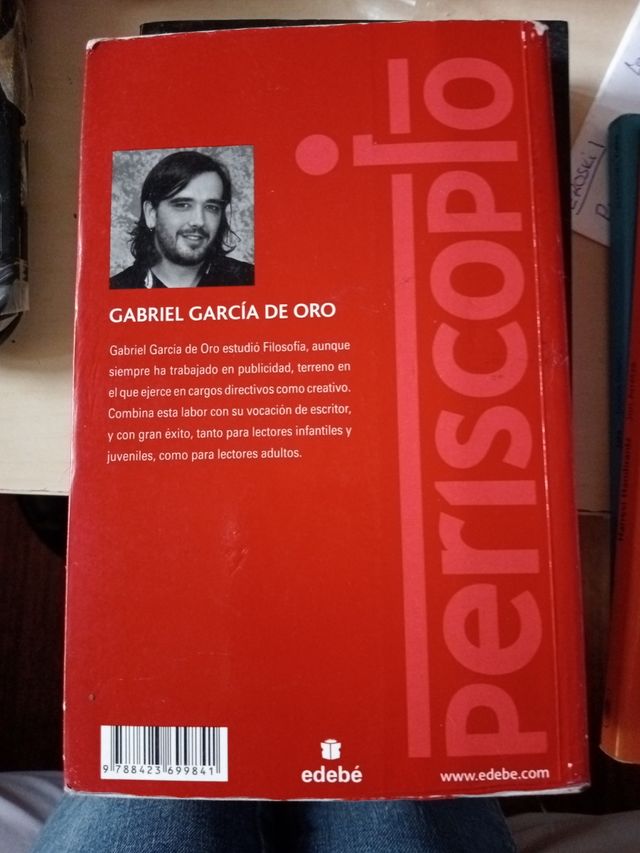 GABRIEL GARCÍA DE ORO
Gabriel García de Oro estudió Filosofía, aunque
siempre ha trabajado en publicidad, terreno en
el que ejerce en cargos directivos como creativo.
Combina esta labor con su vocación de escritor,
y con gran éxito, tanto para lectores infantiles y
juveniles, como para lectores adultos.
periscopio
9 788423 699841
edebé
www.edebe.com